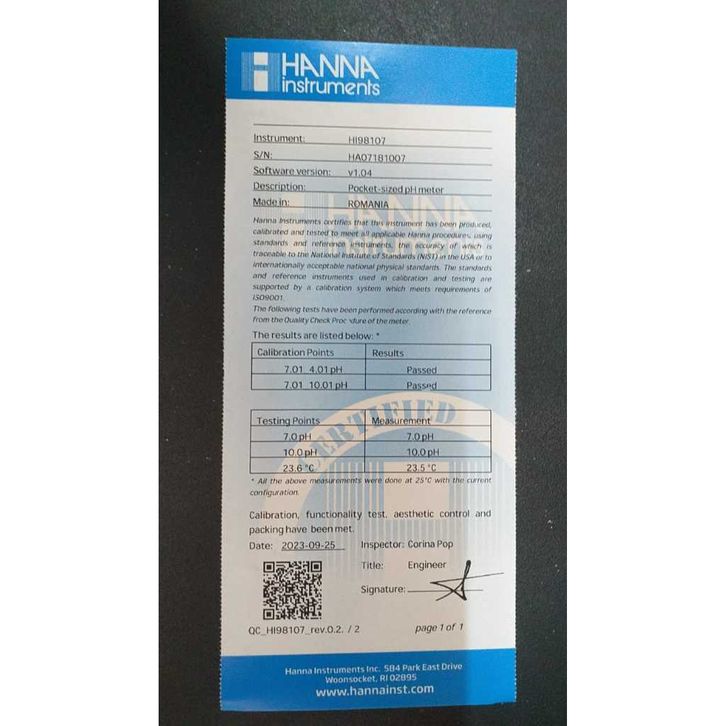 HANNA
instruments
Instrument: HI98107
S/N: HA07181007
Software version: v1.04
Description: Pocket-sized pH meter
Made in: ROMANIA
Hanna Instruments certifies that this instrument has been produced,
calibrated and tested to meet all applicable Hanna procedures, using
standards and reference instruments, the accuracy of which is
traceable to the National Institute of Standards (NIST) in the USA or to
internationally acceptable national physical standards. The standards
and reference instruments used in calibration and testing are
supported by a calibration system which meets requirements of
ISO9001.
The following tests have been performed according with the reference
from the Quality Check Procedure of the meter.
The results are listed below: *
Calibration Points Results
7.01 4.01 pH Passed
7.01 10.01 pH Passed
CERTIFIED
Testing Points Measurement
7.0 pH 7.0 pH
10.0 pH 10.0 pH
23.6 °C 23.5 °C
* All the above measurements were done at 25°C with the current
configuration.
Calibration, functionality test, aesthetic control and
packing have been met.
Date: 2023-09-25 Inspector: Corina Pop
Title: Engineer
Signature:
QC_HI98107_rev.0.2. / 2 page 1 of 1
Hanna Instruments Inc. 584 Park East Drive
Woonsocket, RI 02895
www.hannainst.com